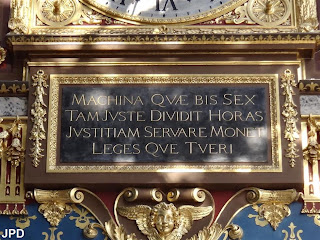 MACHINA QVÆ BIS SEX
TAM JVSTE DIVIDIT HORAS
JVSTITIAM SERVARE MONET
LEGES QVE TVERI
JPD